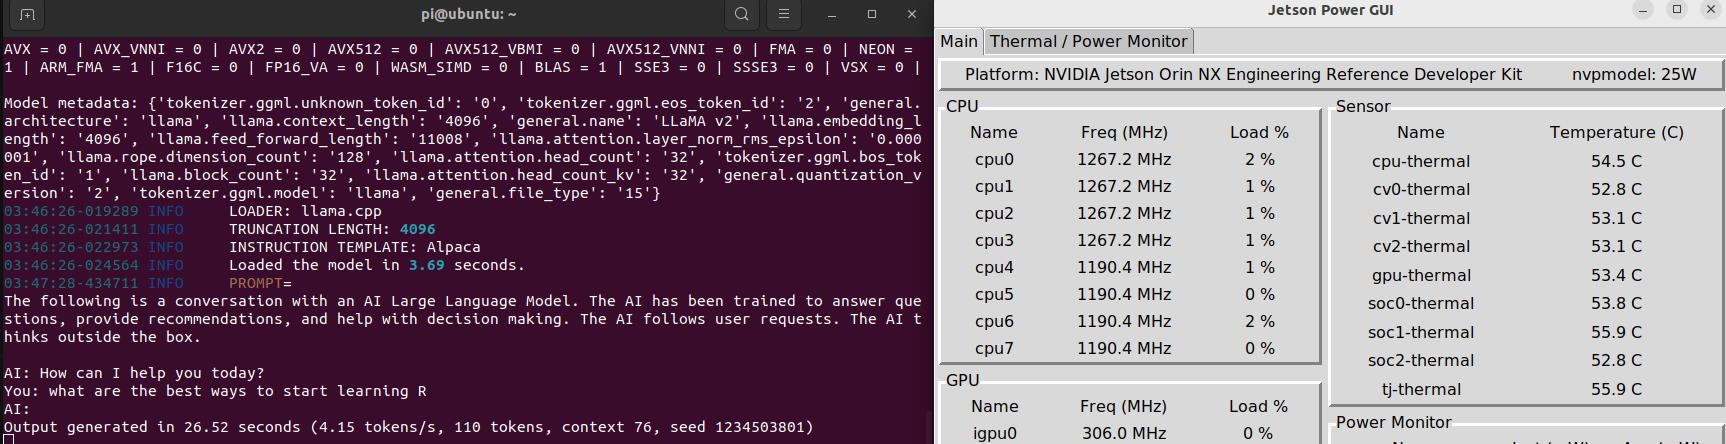 pi@ubuntu: ~
AVX = 0 | AVX_VNNI = 0 | AVX2 = 0 | AVX512 = 0 | AVX512_VBMI = 0 | AVX512_VNNI = 0 | FMA = 0 | NEON =
1 | ARM_FMA = 1 | F16C = 0 | FP16_VA = 0 | WASM_SIMD = 0 | BLAS = 1 | SSE3 = 0 | SSSE3 = 0 | VSX = 0 |
Model metadata: {'tokenizer.ggml.unknown_token_id': '0', 'tokenizer.ggml.eos_token_id': '2', 'general.
architecture': 'llama', 'llama.context_length': '4096', 'general.name': 'LLaMA v2', 'llama.embedding_l
ength': '4096', 'llama.feed_forward_length': '11008', 'llama.attention.layer_norm_rms_epsilon': '0.000
001', 'llama.rope.dimension_count': '128', 'llama.attention.head_count': '32', 'tokenizer.ggml.bos_tok
en_id': '1', 'llama.block_count': '32', 'llama.attention.head_count_kv': '32', 'general.quantization_v
ersion': '2', 'tokenizer.ggml.model': 'llama', 'general.file_type': '15'}
03:46:26-019289 INFO     LOADER: llama.cpp
03:46:26-021411 INFO     TRUNCATION LENGTH: 4096
03:46:26-022973 INFO     INSTRUCTION TEMPLATE: Alpaca
03:46:26-024564 INFO     Loaded the model in 3.69 seconds.
03:47:28-434711 INFO     PROMPT=
The following is a conversation with an AI Large Language Model. The AI has been trained to answer que
stions, provide recommendations, and help with decision making. The AI follows user requests. The AI t
hinks outside the box.
AI: How can I help you today?
You: what are the best ways to start learning R
AI:
Output generated in 26.52 seconds (4.15 tokens/s, 110 tokens, context 76, seed 1234503801)
Jetson Power GUI
Main Thermal / Power Monitor
Platform: NVIDIA Jetson Orin NX Engineering Reference Developer Kit nvpmodel: 25W
CPU
Name Freq (MHz) Load %
cpu0 1267.2 MHz 2 %
cpu1 1267.2 MHz 1 %
cpu2 1267.2 MHz 1 %
cpu3 1267.2 MHz 1 %
cpu4 1190.4 MHz 1 %
cpu5 1190.4 MHz 0 %
cpu6 1190.4 MHz 2 %
cpu7 1190.4 MHz 0 %
GPU
Name Freq (MHz) Load %
igpu0 306.0 MHz 0 %
Sensor
Name Temperature (C)
cpu-thermal 54.5 C
cv0-thermal 52.8 C
cv1-thermal 53.1 C
cv2-thermal 53.1 C
gpu-thermal 53.4 C
soc0-thermal 53.8 C
soc1-thermal 55.9 C
soc2-thermal 52.8 C
tj-thermal 55.9 C
Power Monitor